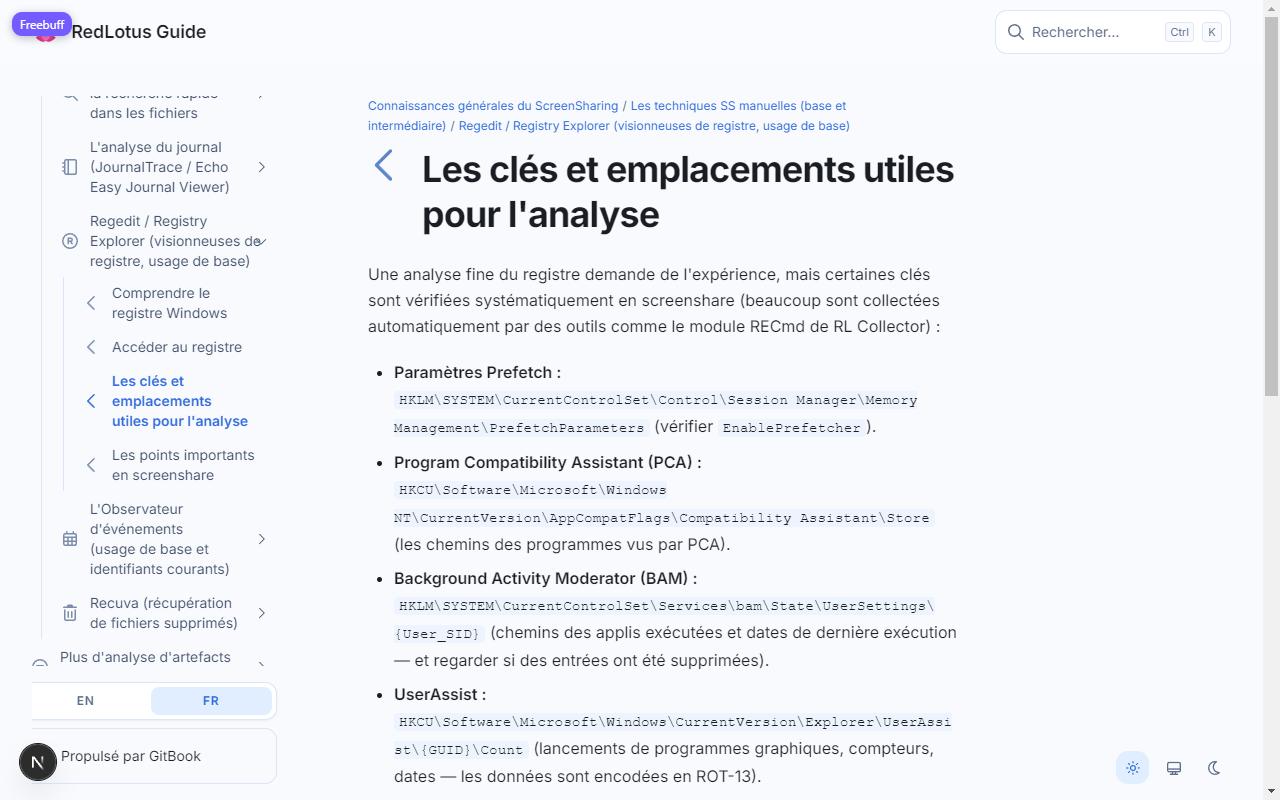 Freebuff
RedLotus Guide
Rechercher...
Ctrl
K
la recherche rapide
dans les fichiers
L'analyse du journal
(JournalTrace / Echo
Easy Journal Viewer)
Regedit / Registry
Explorer (visionneuses de
registre, usage de base)
Comprendre le
registre Windows
Accéder au registre
Les clés et
emplacements
utiles pour l'analyse
Les points importants
en screenshare
L'Observateur
d'événements
(usage de base et
identifiants courants)
Recuva (récupération
de fichiers supprimés)
Plus d'analyse d'artefacts
EN
FR
N
Propulsé par GitBook
Connaissances générales du ScreenSharing / Les techniques SS manuelles (base et
intermédiaire) / Regedit / Registry Explorer (visionneuses de registre, usage de base)
Les clés et emplacements utiles
pour l'analyse
Une analyse fine du registre demande de l'expérience, mais certaines clés
sont vérifiées systématiquement en screenshare (beaucoup sont collectées
automatiquement par des outils comme le module RECmd de RL Collector) :
• Paramètres Prefetch :
HKLM\SYSTEM\CurrentControlSet\Control\Session Manager\Memory
Management\PrefetchParameters (vérifier EnablePrefetcher ).
• Program Compatibility Assistant (PCA) :
HKCU\Software\Microsoft\Windows
NT\CurrentVersion\AppCompatFlags\Compatibility Assistant\Store
(les chemins des programmes vus par PCA).
• Background Activity Moderator (BAM) :
HKLM\SYSTEM\CurrentControlSet\Services\bam\State\UserSettings\
{User_SID} (chemins des applis exécutées et dates de dernière exécution
— et regarder si des entrées ont été supprimées).
• UserAssist :
HKCU\Software\Microsoft\Windows\CurrentVersion\Explorer\UserAssi
st\{GUID}\Count (lancements de programmes graphiques, compteurs,
dates — les données sont encodées en ROT-13).